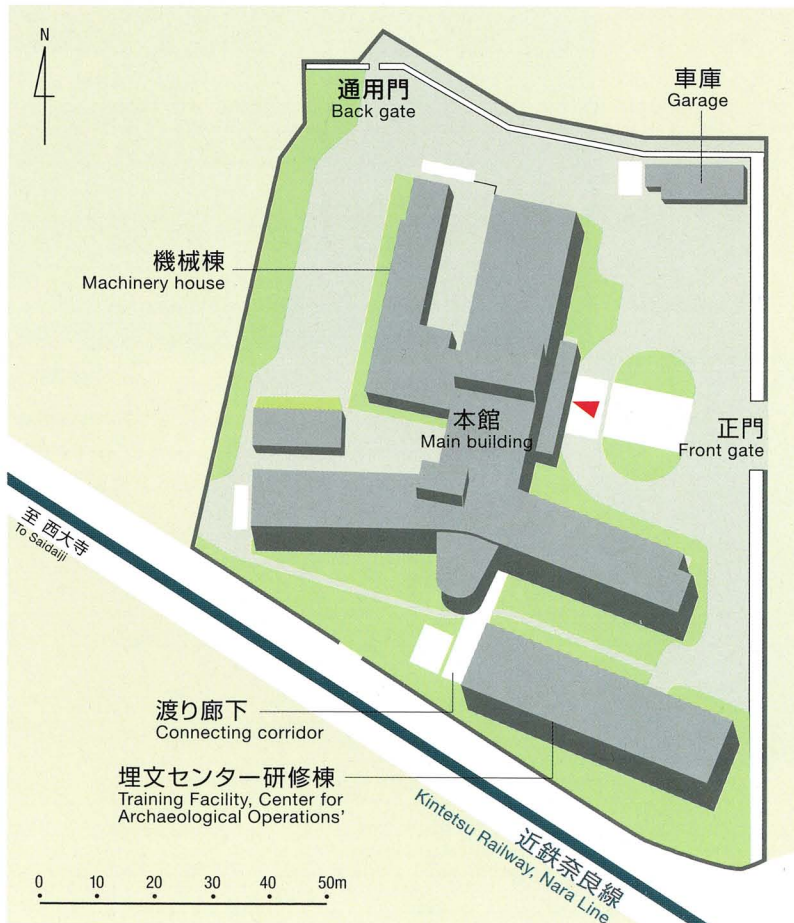 N
通用門
Back gate
車庫
Garage
機械棟
Machinery house
本館
Main building
正門
Front gate
至 西大寺
To Saidaiji
渡り廊下
Connecting corridor
埋文センター研修棟
Training Facility, Center for
Archaeological Operations’
近鉄奈良線
Kintetsu Railway, Nara Line
0 10 20 30 40 50m